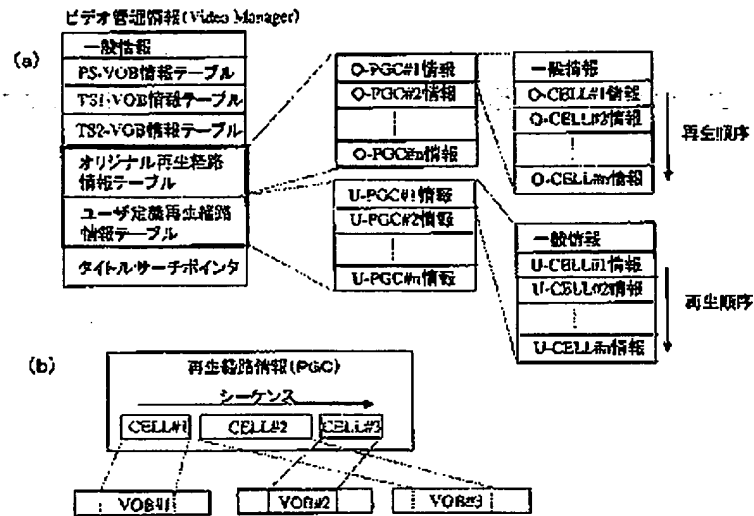 ビデオ管理情報(Video Manager)
(a)
一般情報
PS-VOB情報テーブル
TS1-VOB情報テーブル
TS2-VOB情報テーブル
オリジナル再生経路
情報テーブル
ユーザ定義再生経路
情報テーブル
タイトルサーチポインタ
O-PGC#1情報
O-PGC#2情報
O-PGC#n情報
U-PGC#1情報
U-PGC#2情報
U-PGC#n情報
一般情報
O-CELL#1情報
O-CELL#2情報
O-CELL#m情報
再生順序
一般情報
U-CELL#1情報
U-CELL#2情報
U-CELL#m情報
再生順序
(b)
再生経路情報(PGC)
シーケンス
CELL#1
CELL#2
CELL#3
VOB#1
VOB#2
VOB#3